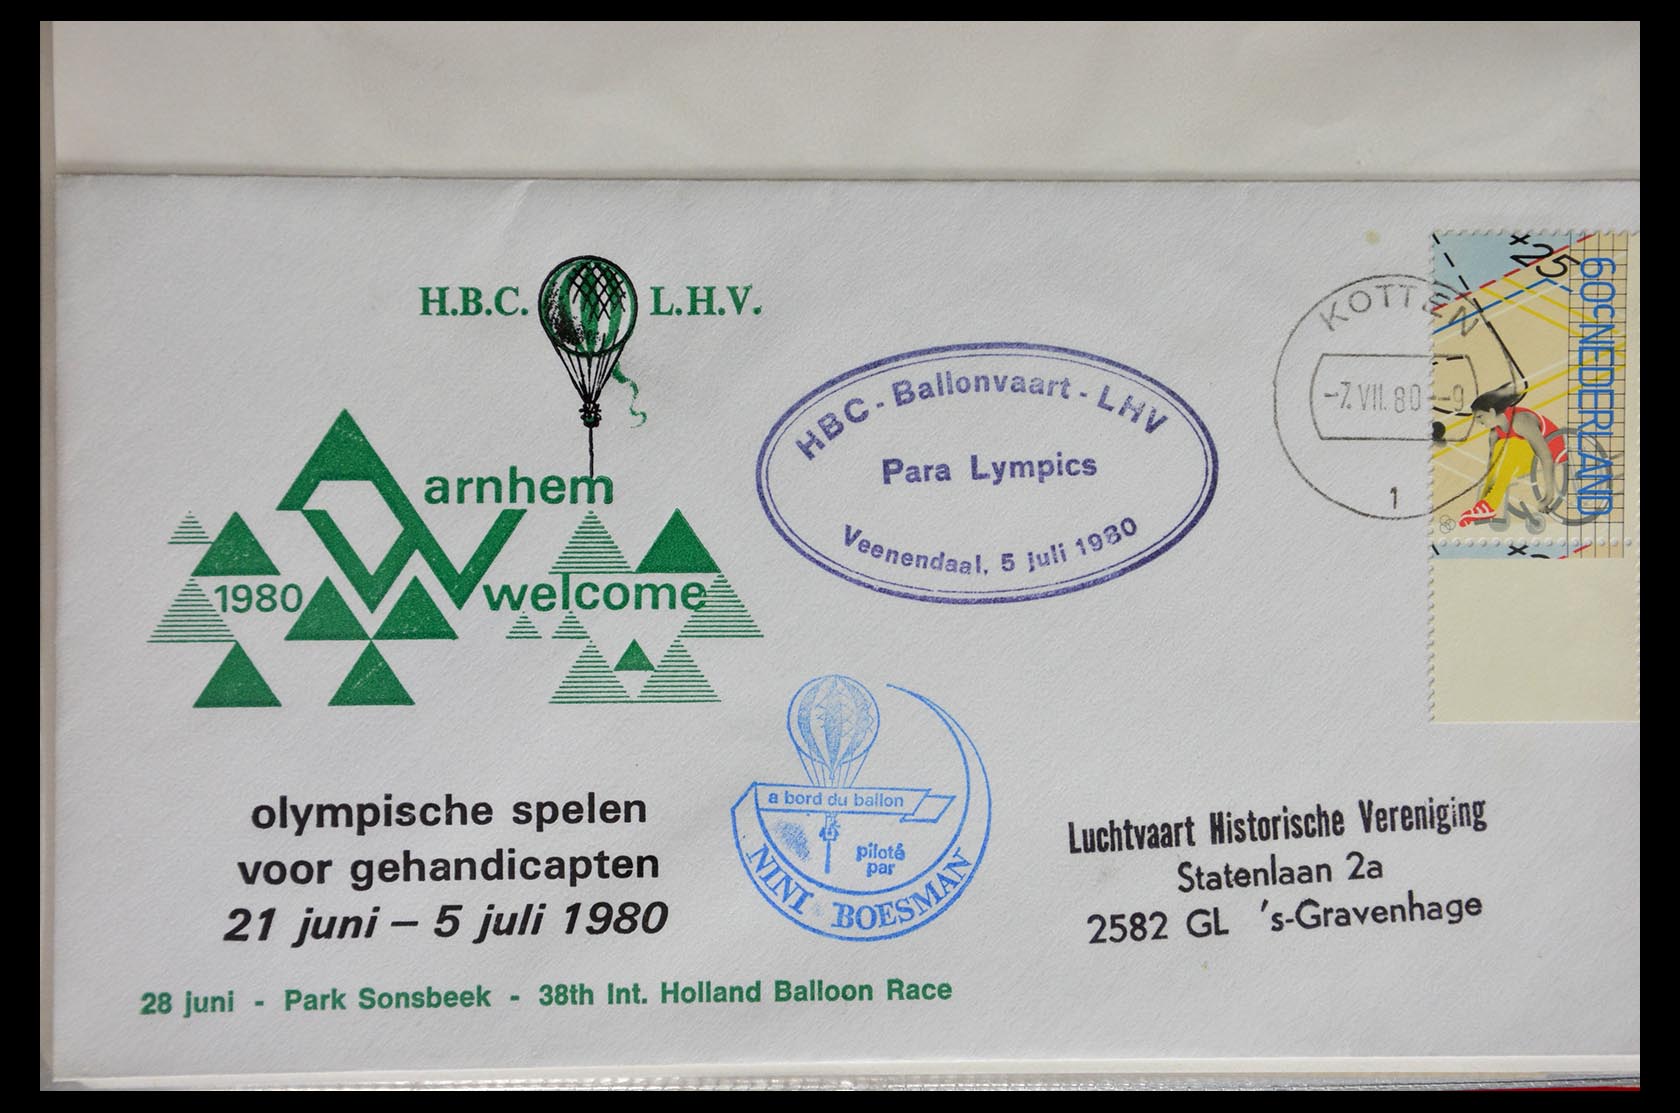 H.B.C. L.H.V.
arnhem
1980 welcome
HBC - Ballonvaart - LHV
Para Lympics
Veenendaal, 5 juli 1980
KOTTEN
-7.VII.80--9
1
x25
60c NEDERLAND
a bord du ballon
piloté
par
NINI BOESMAN
olympische spelen
voor gehandicapten
21 juni – 5 juli 1980
28 juni - Park Sonsbeek - 38th Int. Holland Balloon Race
Luchtvaart Historische Vereniging
Statenlaan 2a
2582 GL 's-Gravenhage